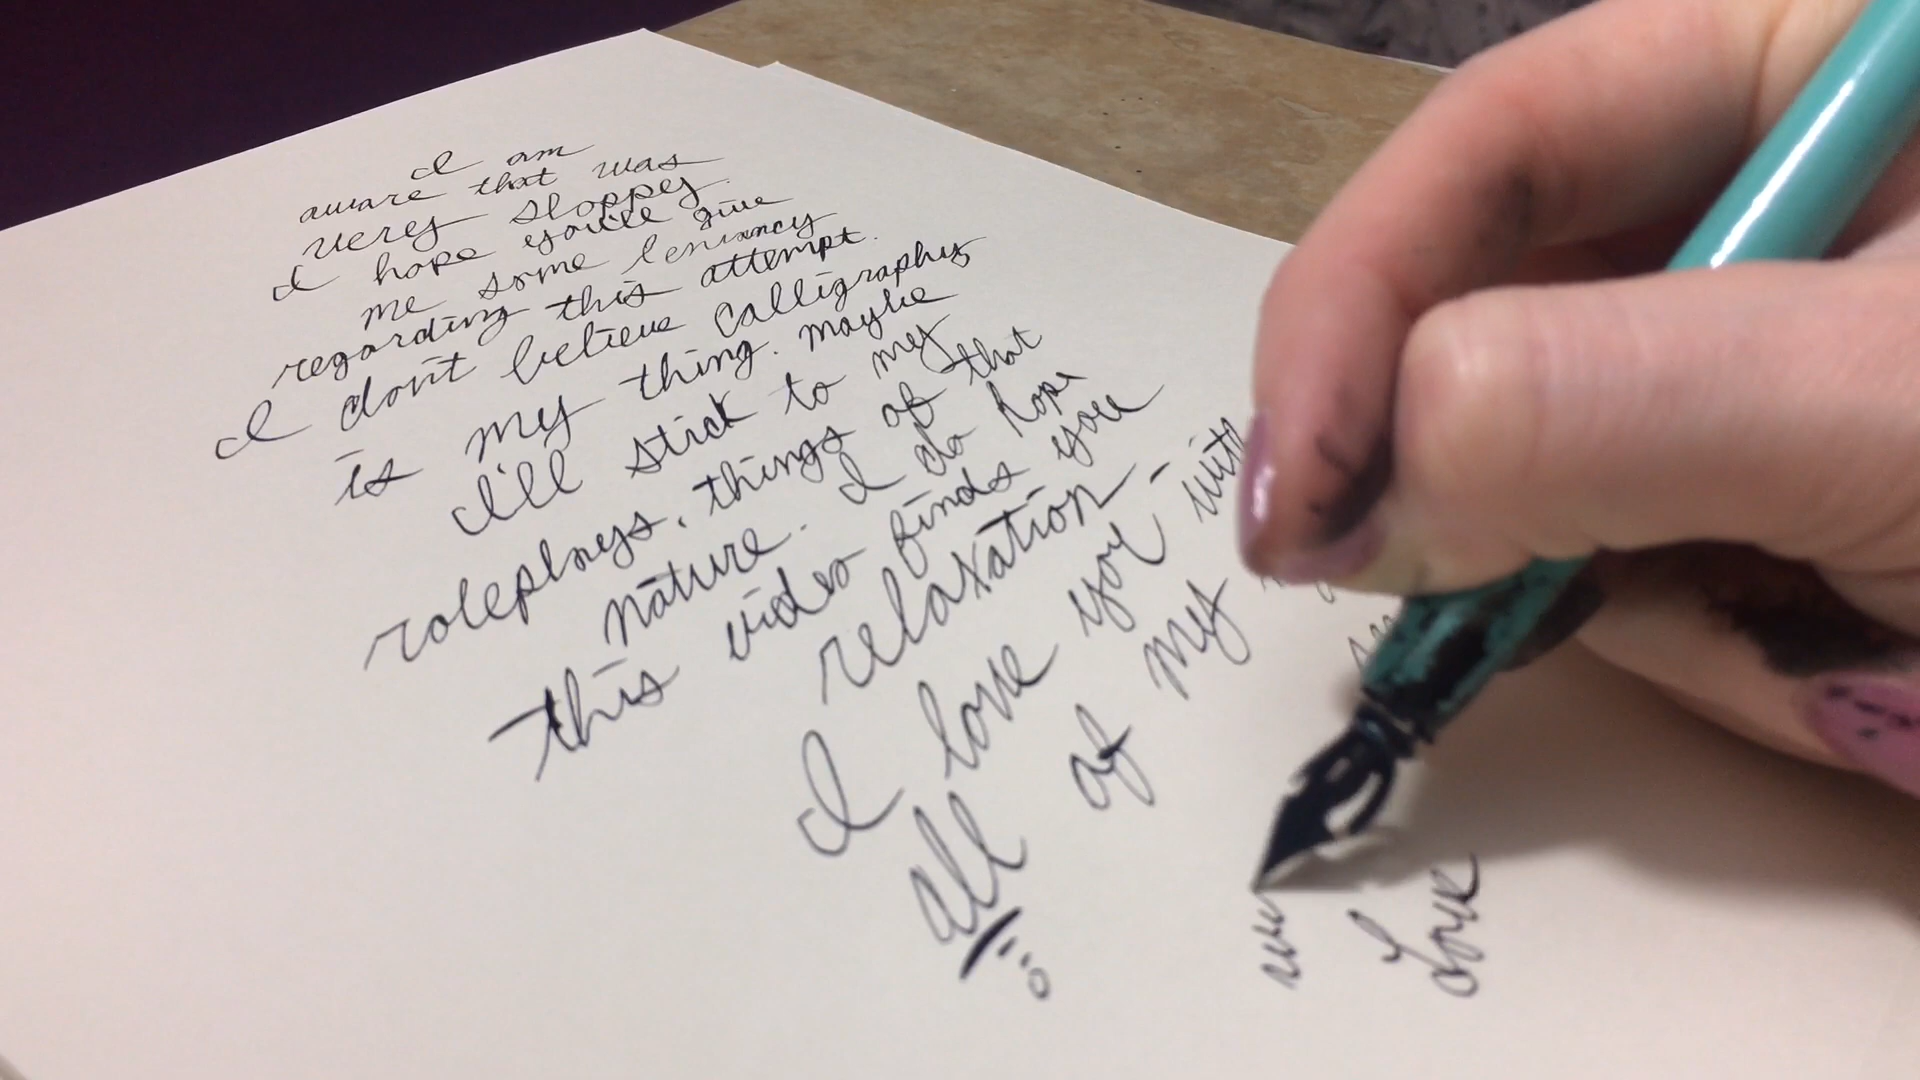 I am
aware that was
very sloppy.
I hope you'll give
me some leniancy
regarding this attempt.
I don't believe calligraphy
is my thing. maybe
I'll stick to my
roleplays, things of that
nature. I do hope
this video finds you
relaxation -
I love you with
all of my
Love